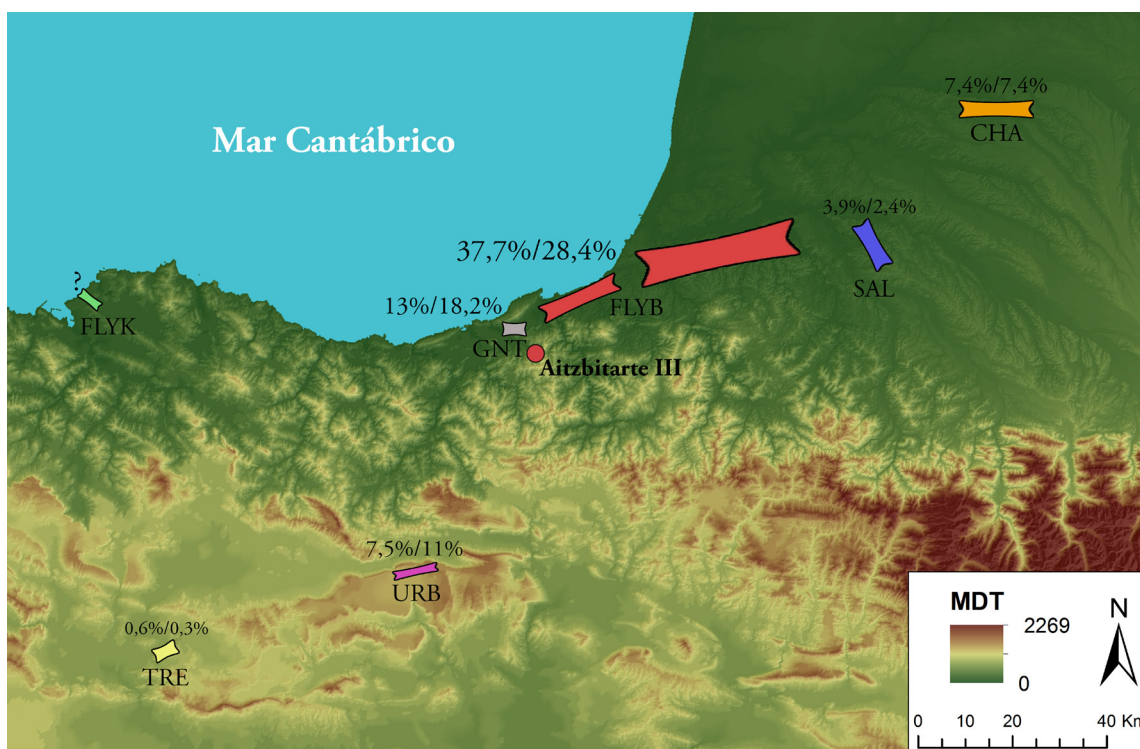 7,4%/7,4%
CHA
Mar Cantábrico
3,9%/2,4%
SAL
37,7%/28,4%
FLYB
?
FLYK
13%/18,2%
GNT
Aitzbitarte III
7,5%/11%
URB
0,6%/0,3%
TRE
MDT
2269
0
N
0 10 20 40 Km